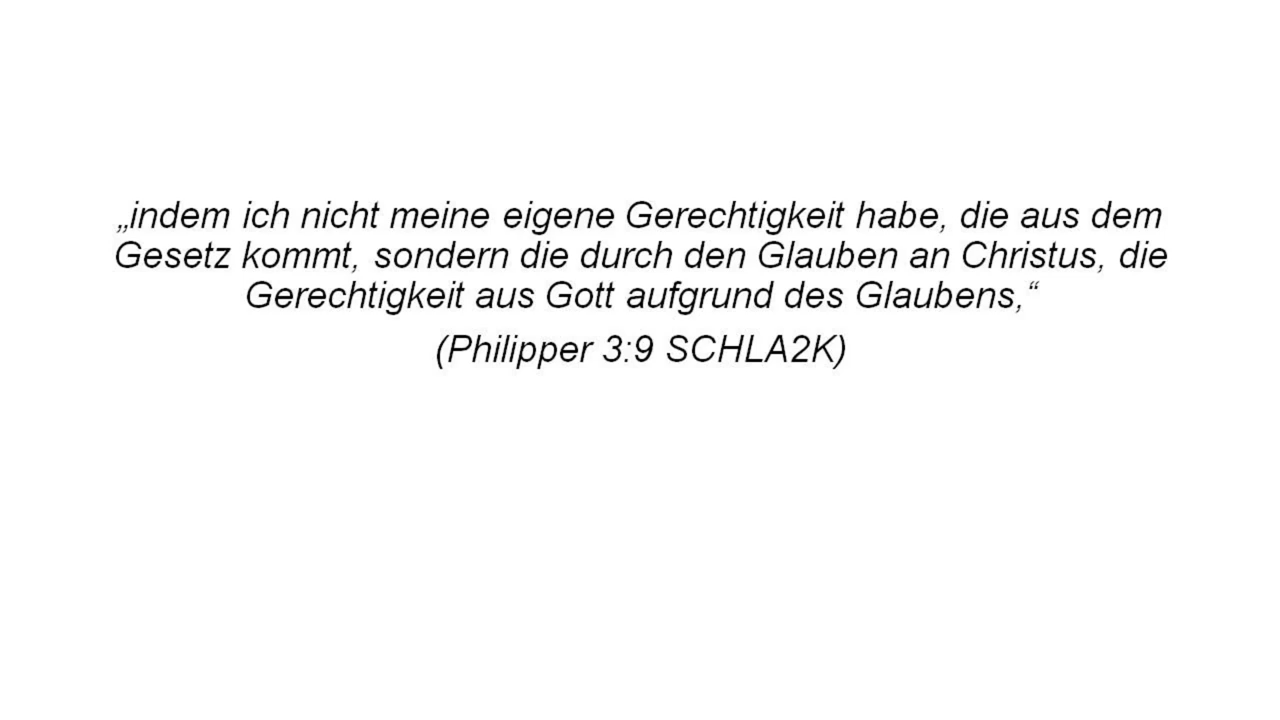 „indem ich nicht meine eigene Gerechtigkeit habe, die aus dem
Gesetz kommt, sondern die durch den Glauben an Christus, die
Gerechtigkeit aus Gott aufgrund des Glaubens,“
(Philipper 3:9 SCHLA2K)